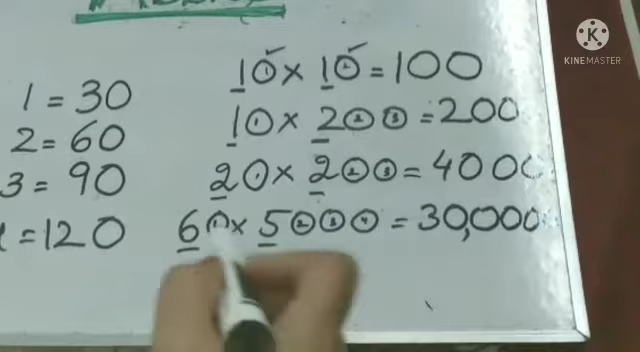 KINEMASTER
10 × 10 = 100
1 = 30
10 × 200 = 200
2 = 60
20 × 200 = 4000
3 = 90
60 × 5000 = 30,000
= 120